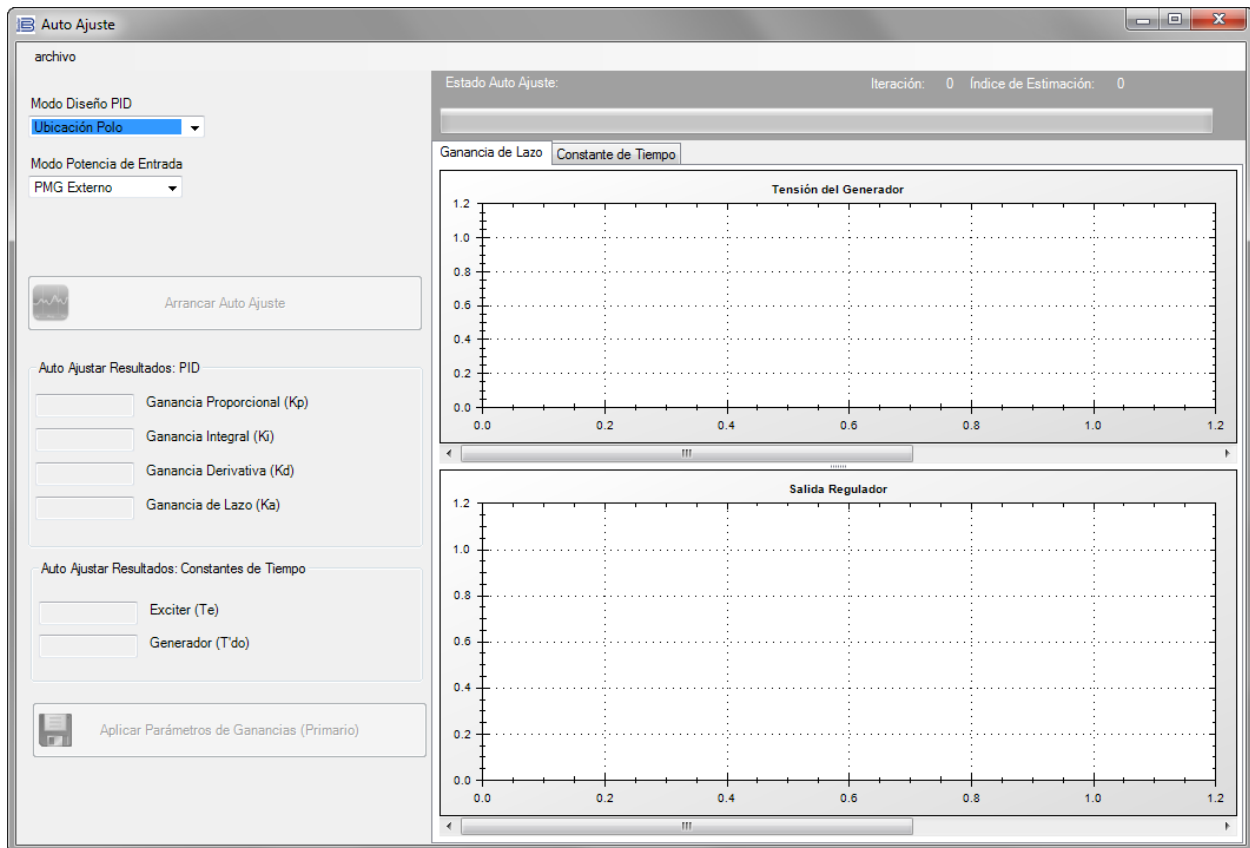 Auto Ajuste
archivo
Modo Diseño PID
Ubicación Polo
Modo Potencia de Entrada
PMG Externo
Arrancar Auto Ajuste
Auto Ajustar Resultados: PID
Ganancia Proporcional (Kp)
Ganancia Integral (Ki)
Ganancia Derivativa (Kd)
Ganancia de Lazo (Ka)
Auto Ajustar Resultados: Constantes de Tiempo
Exciter (Te)
Generador (T'do)
Aplicar Parámetros de Ganancias (Primario)
Estado Auto Ajuste: Iteración: 0 Índice de Estimación: 0
Ganancia de Lazo Constante de Tiempo
Tensión del Generador
1.2
1.0
0.8
0.6
0.4
0.2
0.0
0.0 0.2 0.4 0.6 0.8 1.0 1.2
Salida Regulador
1.2
1.0
0.8
0.6
0.4
0.2
0.0
0.0 0.2 0.4 0.6 0.8 1.0 1.2